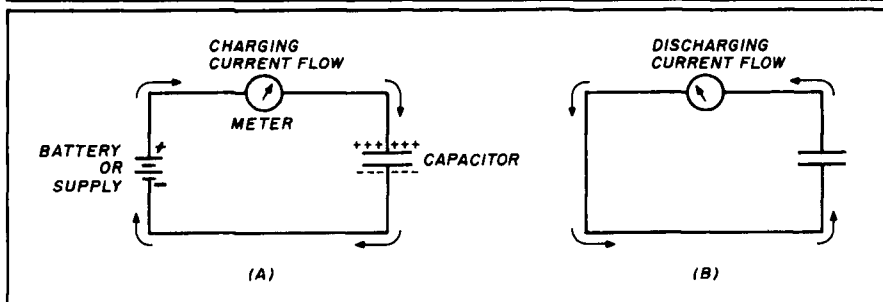 CHARGING
CURRENT FLOW
METER
BATTERY
OR
SUPPLY
+
-
+++ +++
------
CAPACITOR
(A)
DISCHARGING
CURRENT FLOW
(B)